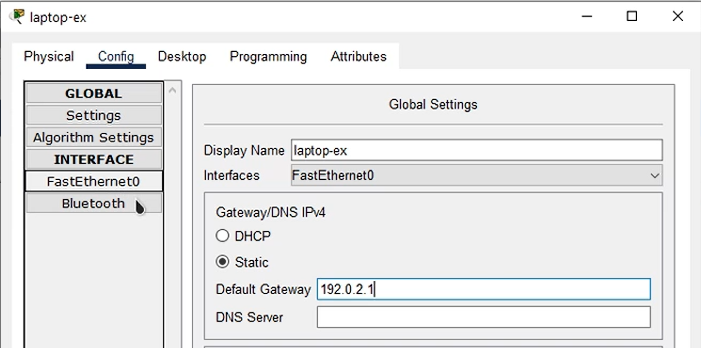 laptop-ex
Physical Config Desktop Programming Attributes
GLOBAL
Settings
Algorithm Settings
INTERFACE
FastEthernet0
Bluetooth
Global Settings
Display Name laptop-ex
Interfaces FastEthernet0
Gateway/DNS IPv4
DHCP
Static
Default Gateway 192.0.2.1
DNS Server